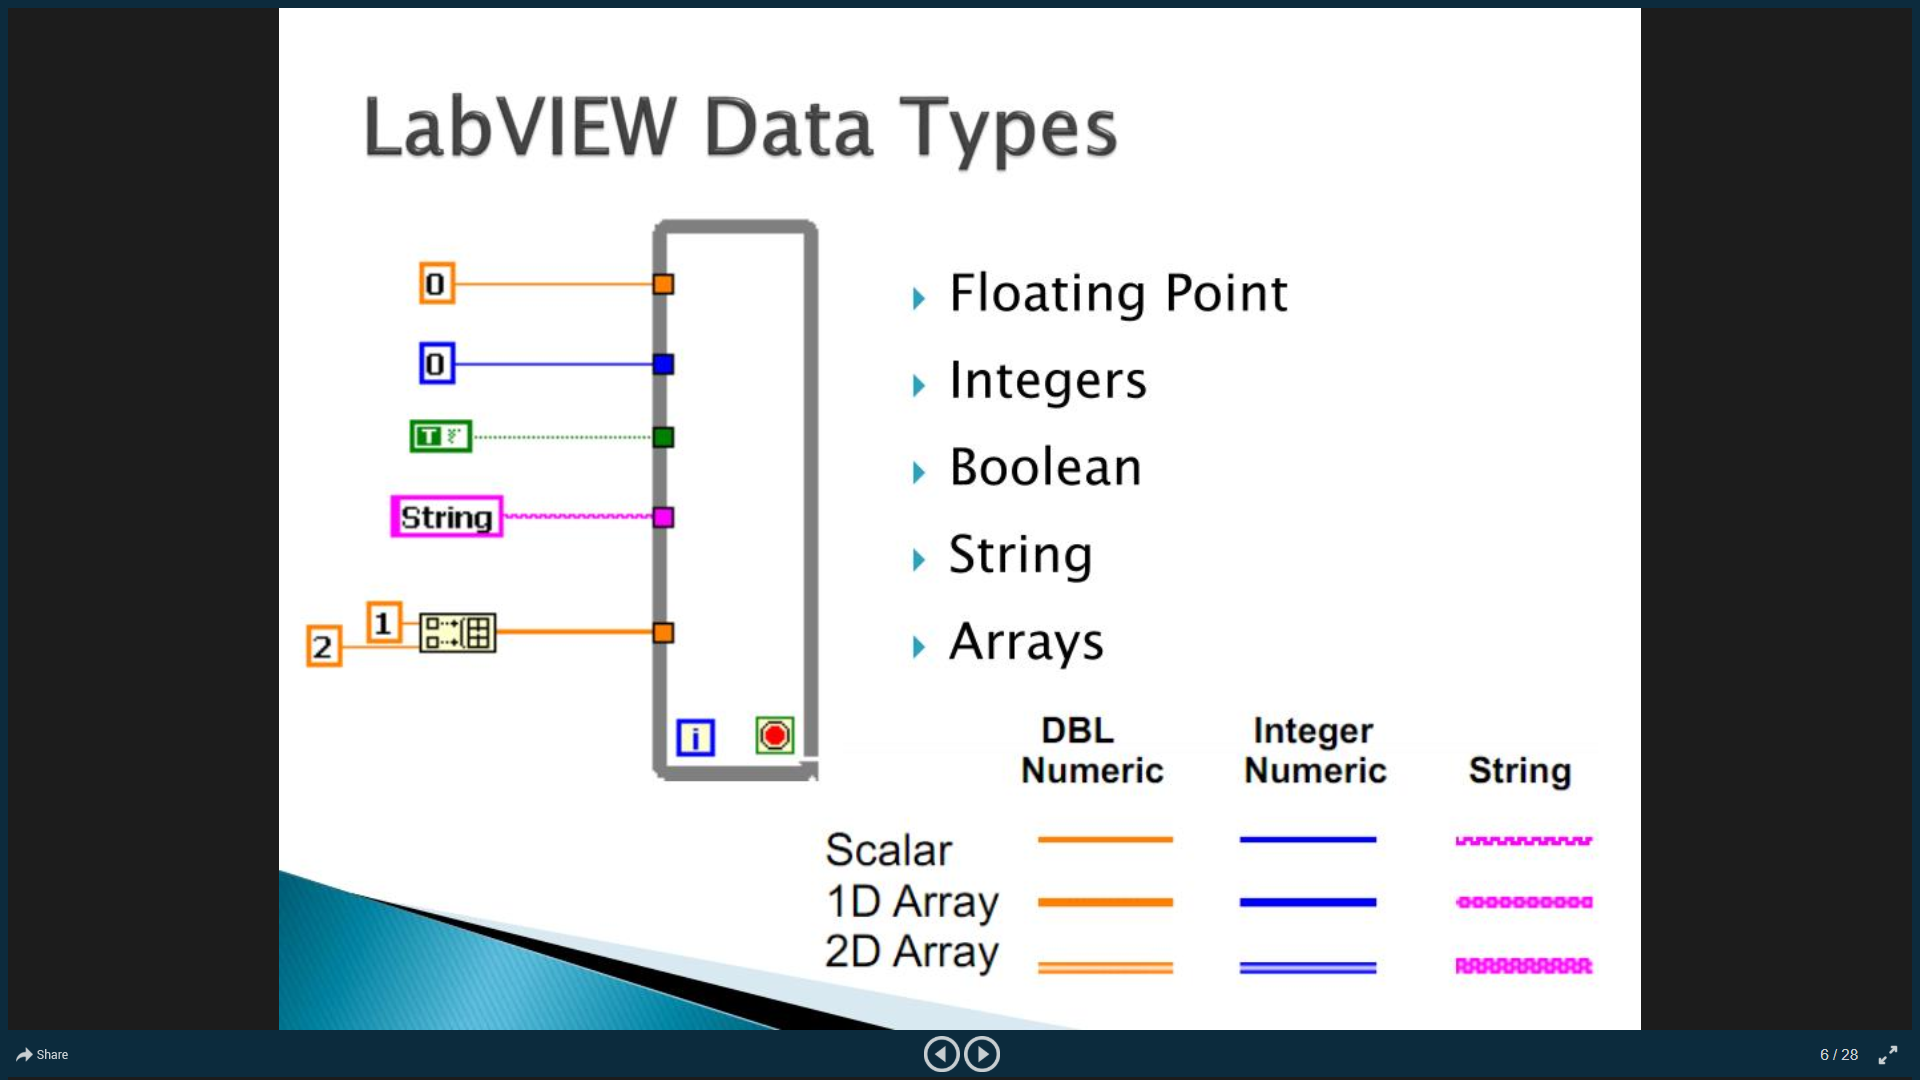 LabVIEW Data Types
0
0
T
String
1
2
i
Floating Point
Integers
Boolean
String
Arrays
DBL Numeric
Integer Numeric
String
Scalar
1D Array
2D Array
Share
6 / 28